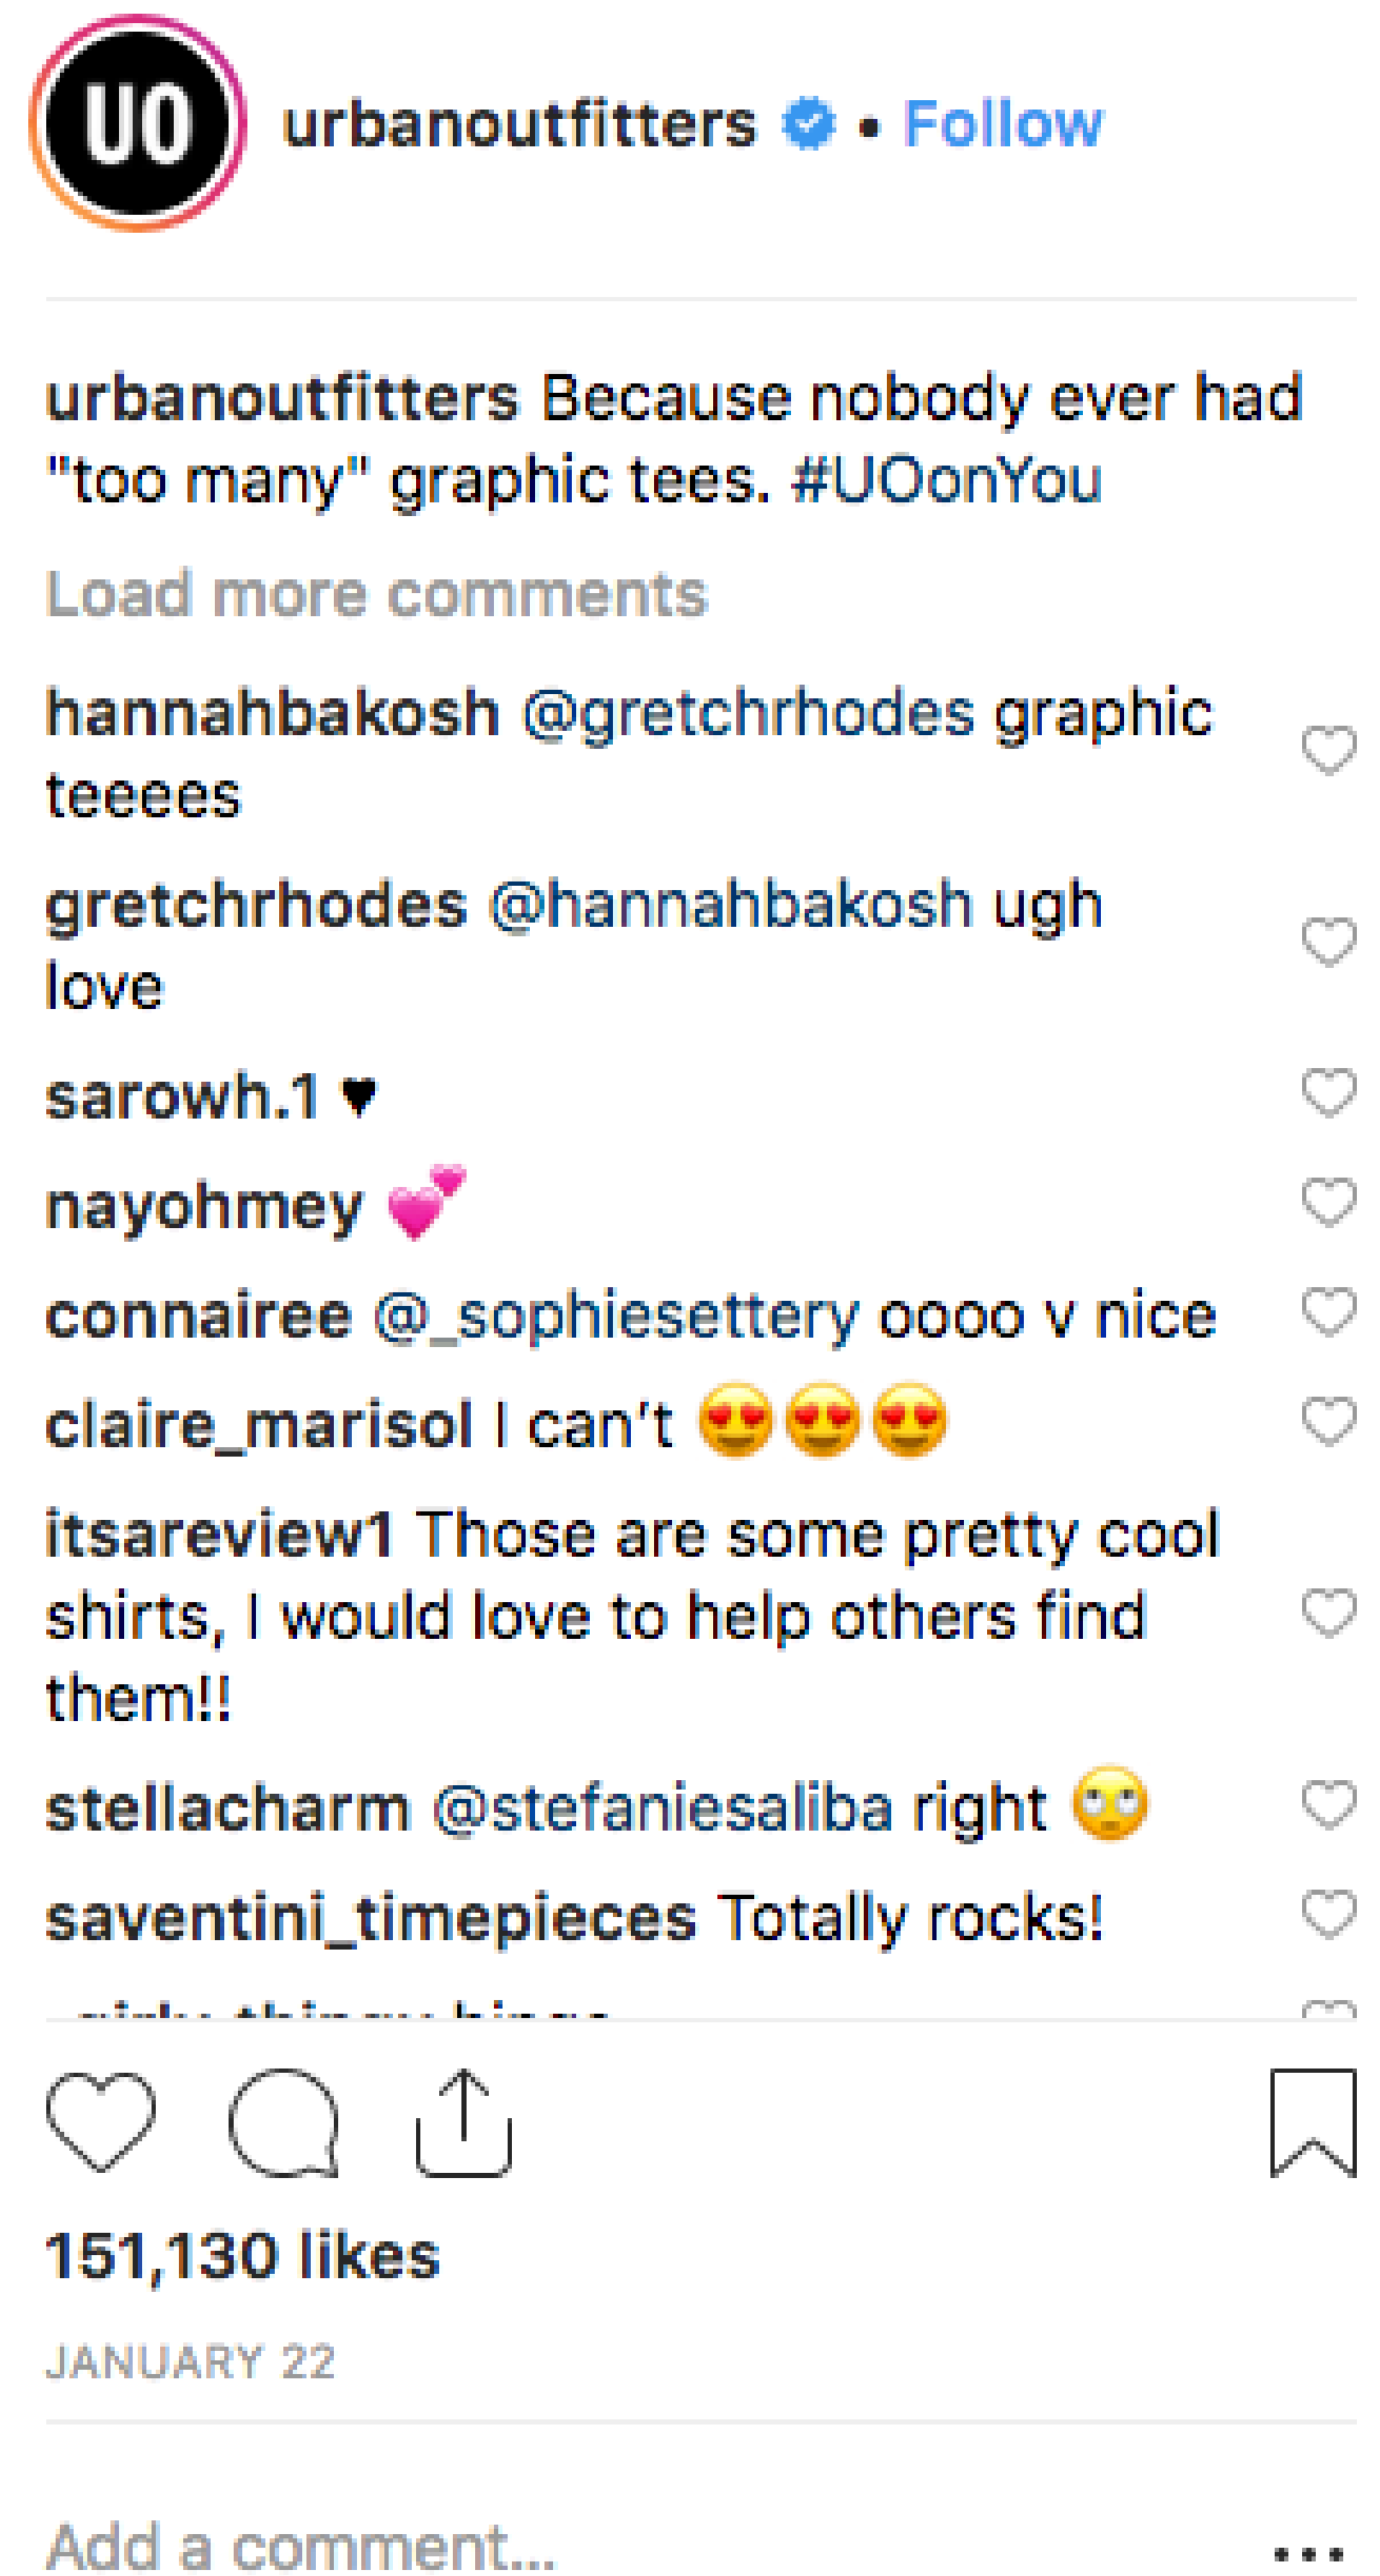 UO
urbanoutfitters • Follow
urbanoutfitters Because nobody ever had
"too many" graphic tees. #UOonYou
Load more comments
hannahbakosh @gretchrhodes graphic
teeees
gretchrhodes @hannahbakosh ugh
love
sarowh.1 ♥
nayohmey 💕
connairee @_sophiesettery oooo v nice
claire_marisol I can't 😍😍😍
itsareview1 Those are some pretty cool
shirts, I would love to help others find
them!!
stellacharm @stefaniesaliba right 🙄
saventini_timepieces Totally rocks!
151,130 likes
JANUARY 22
Add a comment...